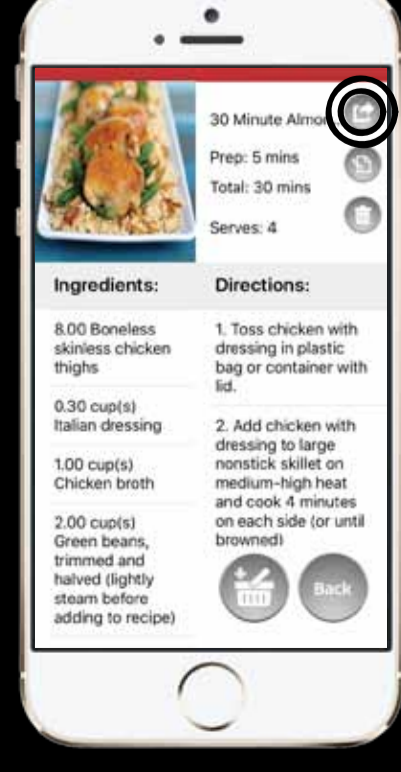 30 Minute Almon
Prep: 5 mins
Total: 30 mins
Serves: 4
Ingredients:
Directions:
8.00 Boneless
skinless chicken
thighs
0.30 cup(s)
Italian dressing
1.00 cup(s)
Chicken broth
2.00 cup(s)
Green beans,
trimmed and
halved (lightly
steam before
adding to recipe)
1. Toss chicken with
dressing in plastic
bag or container with
lid.
2. Add chicken with
dressing to large
nonstick skillet on
medium-high heat
and cook 4 minutes
on each side (or until
browned)
Back